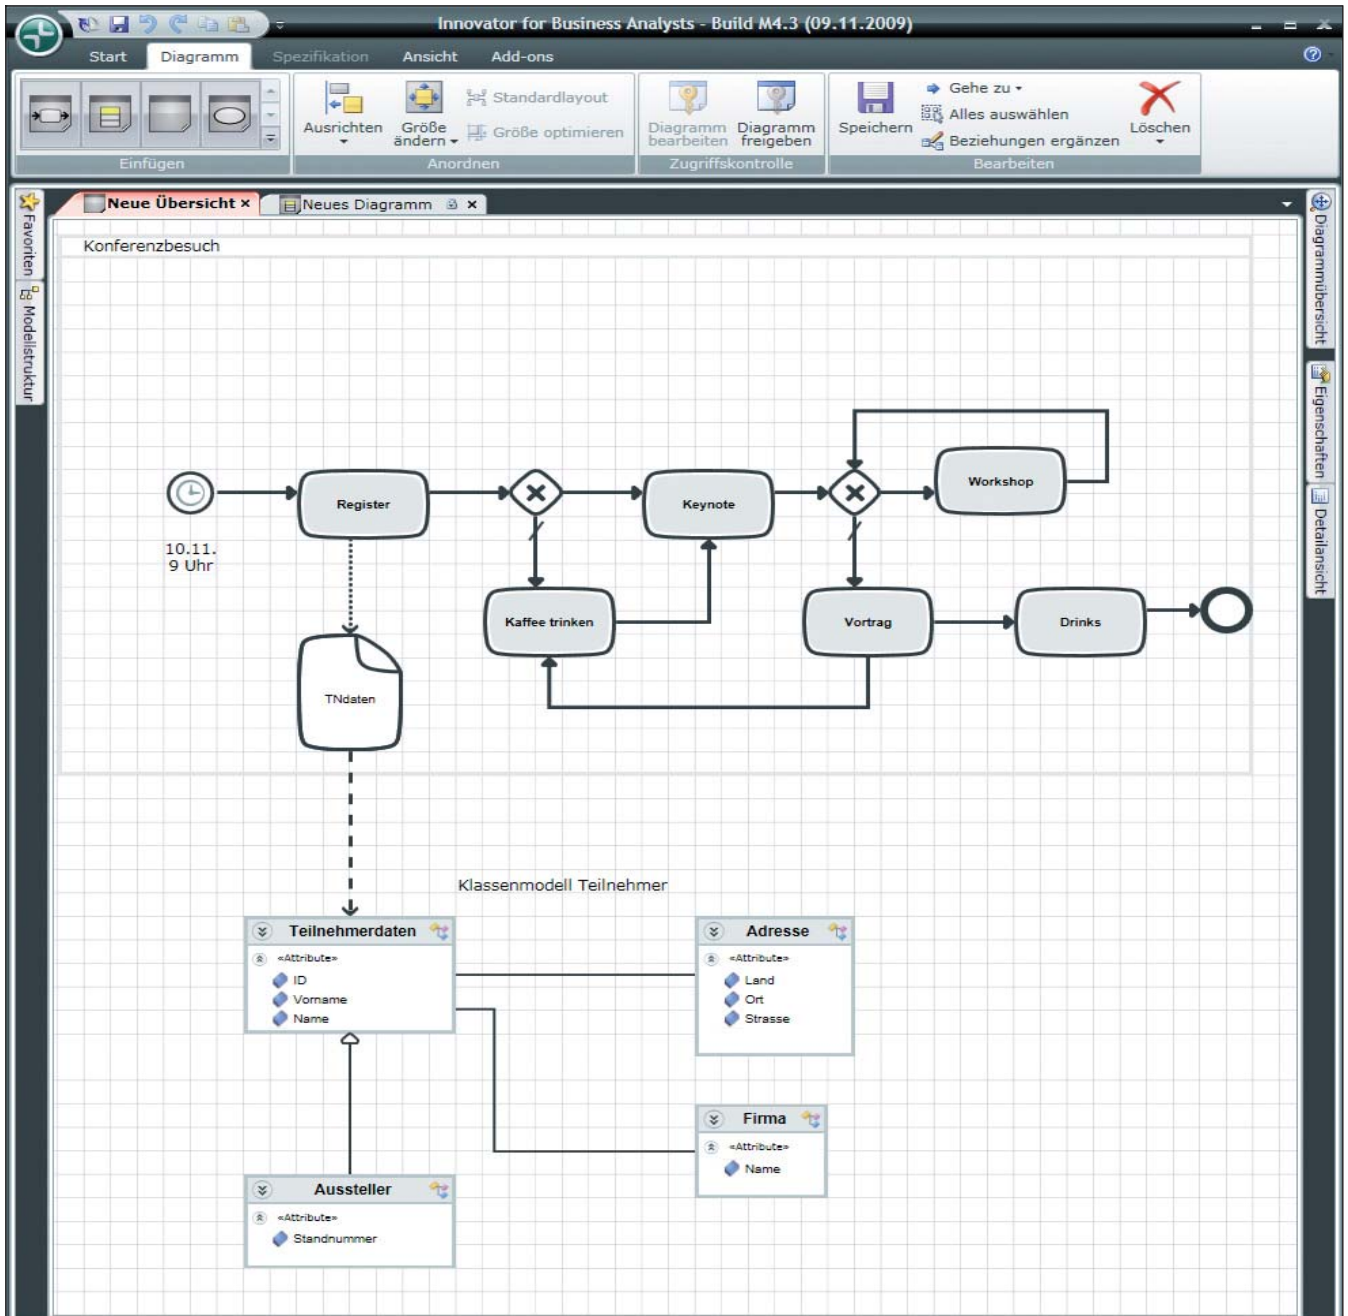 Innovator for Business Analysts - Build M4.3 (09.11.2009)
Start Diagramm Spezifikation Ansicht Add-ons
Ausrichten
Größe ändern
Standardlayout
Größe optimieren
Diagramm bearbeiten
Diagramm freigeben
Speichern
Gehe zu
Alles auswählen
Beziehungen ergänzen
Löschen
Einfügen
Anordnen
Zugriffskontrolle
Bearbeiten
Neue Übersicht
Neues Diagramm
Favoriten
Modellstruktur
Diagrammübersicht
Eigenschaften
Detailansicht
Konferenzbesuch
10.11.
9 Uhr
Register
Keynote
Workshop
Kaffee trinken
Vortrag
Drinks
TNdaten
Klassenmodell Teilnehmer
Teilnehmerdaten
«Attribute»
ID
Vorname
Name
Adresse
«Attribute»
Land
Ort
Strasse
Firma
«Attribute»
Name
Aussteller
«Attribute»
Standnummer